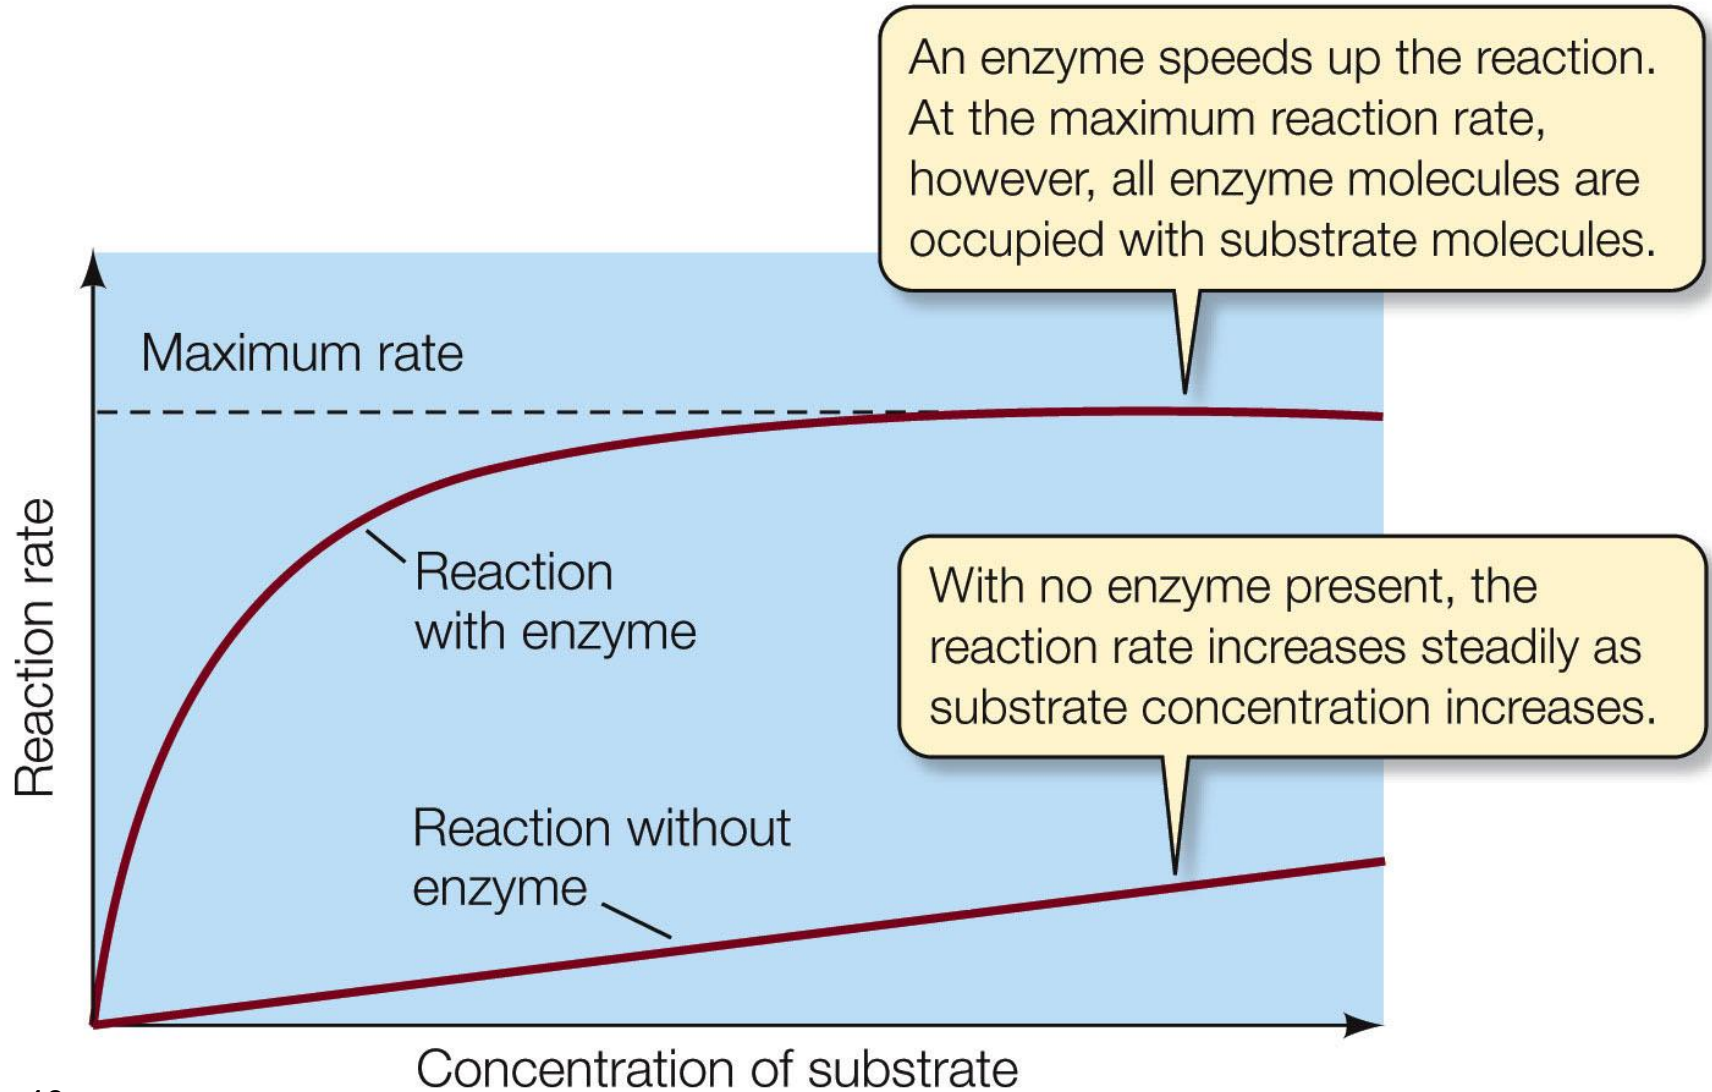 An enzyme speeds up the reaction.
At the maximum reaction rate,
however, all enzyme molecules are
occupied with substrate molecules.
Maximum rate
Reaction rate
Reaction
with enzyme
With no enzyme present, the
reaction rate increases steadily as
substrate concentration increases.
Reaction without
enzyme
Concentration of substrate